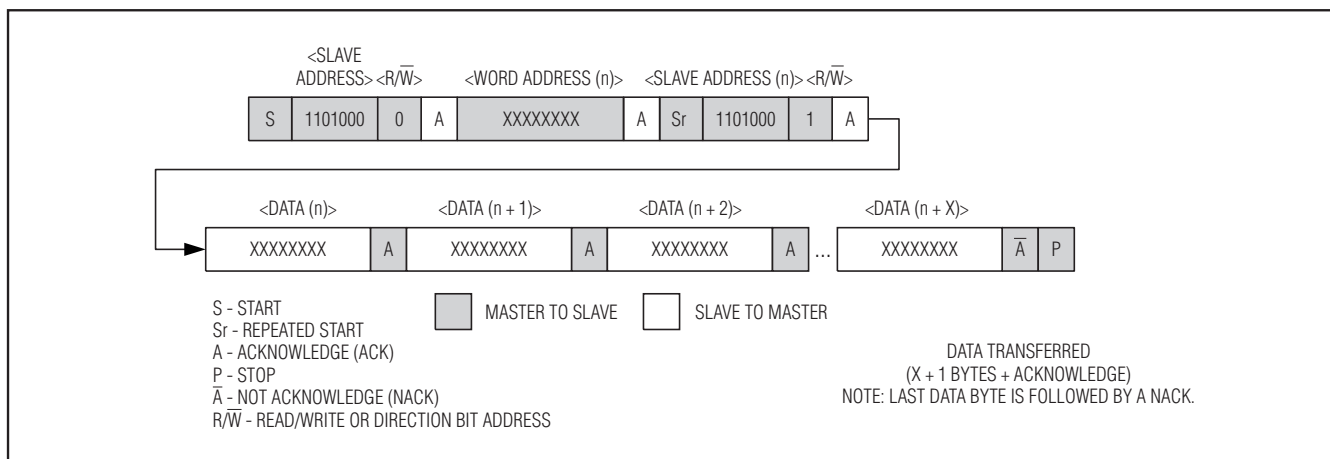 <SLAVE
ADDRESS> <R/W̅> <WORD ADDRESS (n)> <SLAVE ADDRESS (n)> <R/W̅>
S 1101000 0 A XXXXXXXX A Sr 1101000 1 A
<DATA (n)> <DATA (n + 1)> <DATA (n + 2)> <DATA (n + X)>
XXXXXXXX A XXXXXXXX A XXXXXXXX A ... XXXXXXXX A̅ P
S - START
Sr - REPEATED START
A - ACKNOWLEDGE (ACK)
P - STOP
A̅ - NOT ACKNOWLEDGE (NACK)
R/W̅ - READ/WRITE OR DIRECTION BIT ADDRESS
MASTER TO SLAVE SLAVE TO MASTER
DATA TRANSFERRED
(X + 1 BYTES + ACKNOWLEDGE)
NOTE: LAST DATA BYTE IS FOLLOWED BY A NACK.